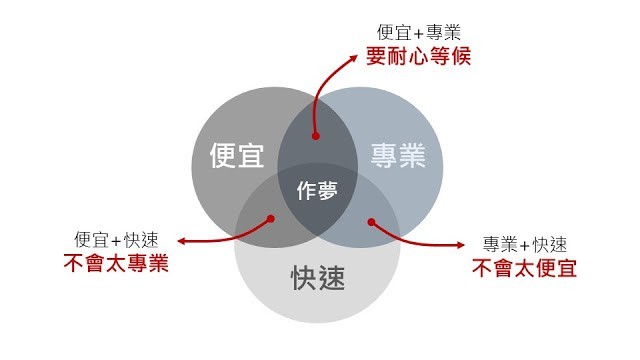 便宜+專業
要耐心等候
便宜
專業
作夢
便宜+快速
不會太專業
專業+快速
不會太便宜
快速